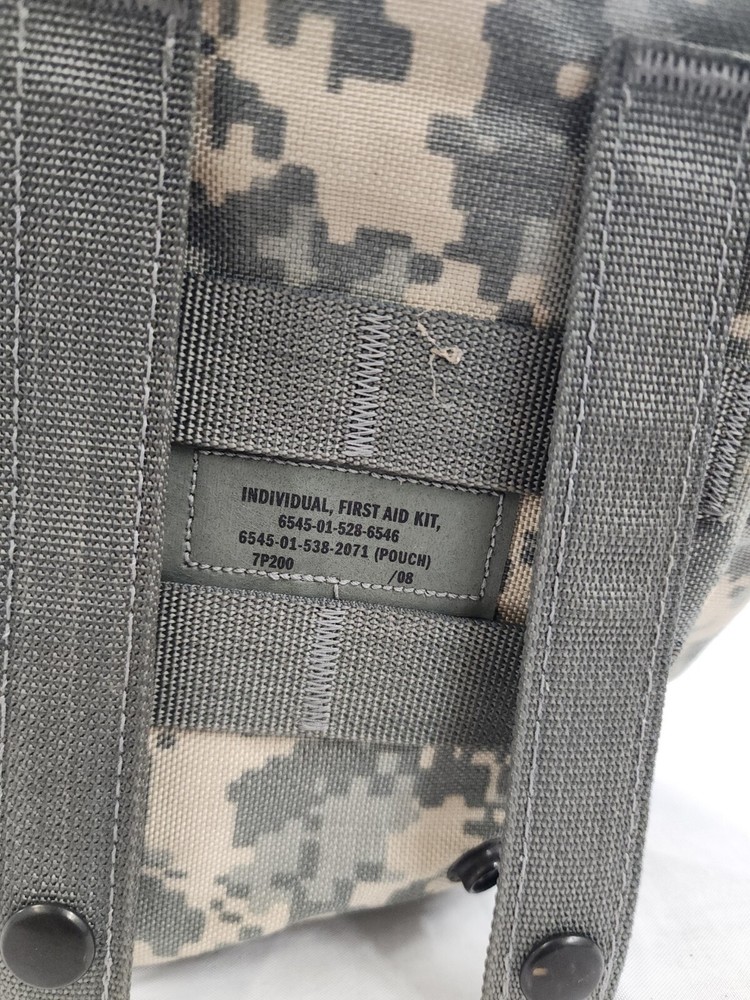 INDIVIDUAL, FIRST AID KIT,
6545-01-528-6546
6545-01-538-2071 (POUCH)
7P200 /08